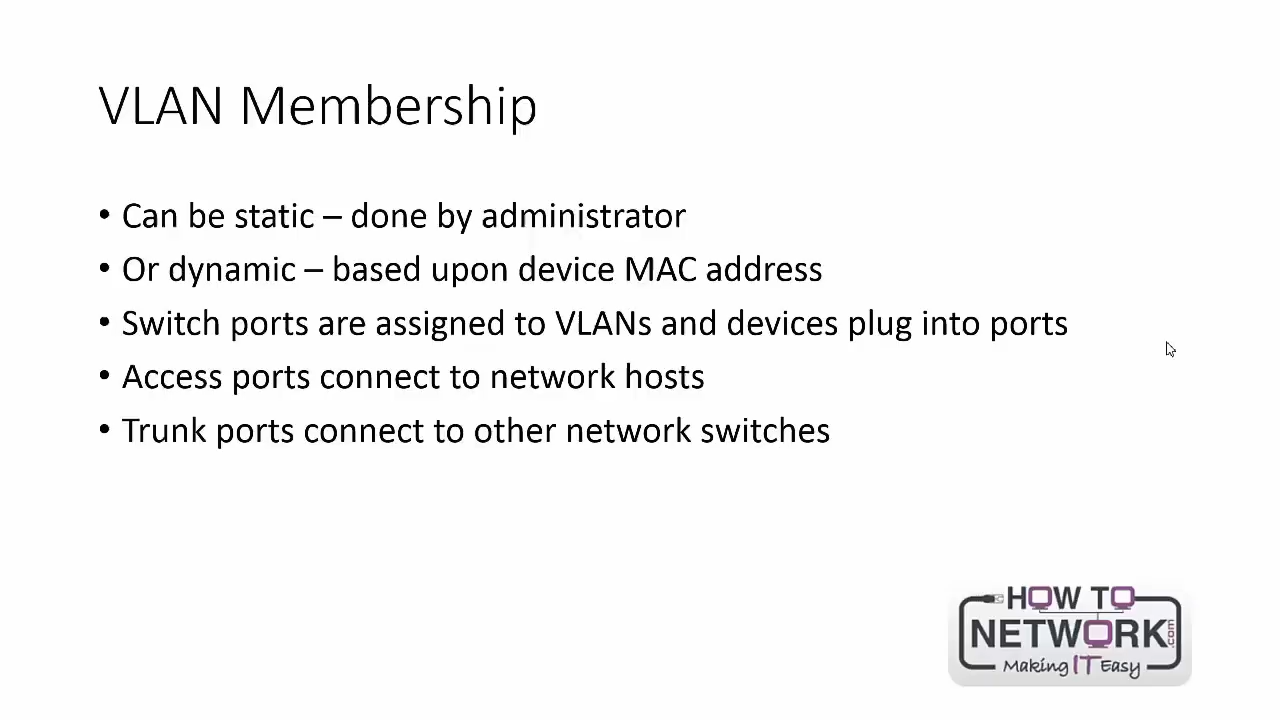 VLAN Membership
• Can be static – done by administrator
• Or dynamic – based upon device MAC address
• Switch ports are assigned to VLANs and devices plug into ports
• Access ports connect to network hosts
• Trunk ports connect to other network switches
HOW TO
NETWORK.com
Making IT Easy